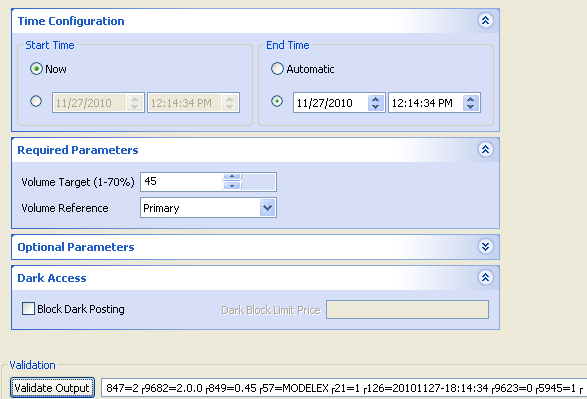 Time Configuration
Start Time
Now
11/27/2010 12:14:34 PM
End Time
Automatic
11/27/2010 12:14:34 PM
Required Parameters
Volume Target (1-70%) 45
Volume Reference Primary
Optional Parameters
Dark Access
Block Dark Posting Dark Block Limit Price
Validation
Validate Output 847=2┌9682=2.0.0┌849=0.45┌57=MODELEX┌21=1┌126=20101127-18:14:34┌9623=0┌5945=1┌